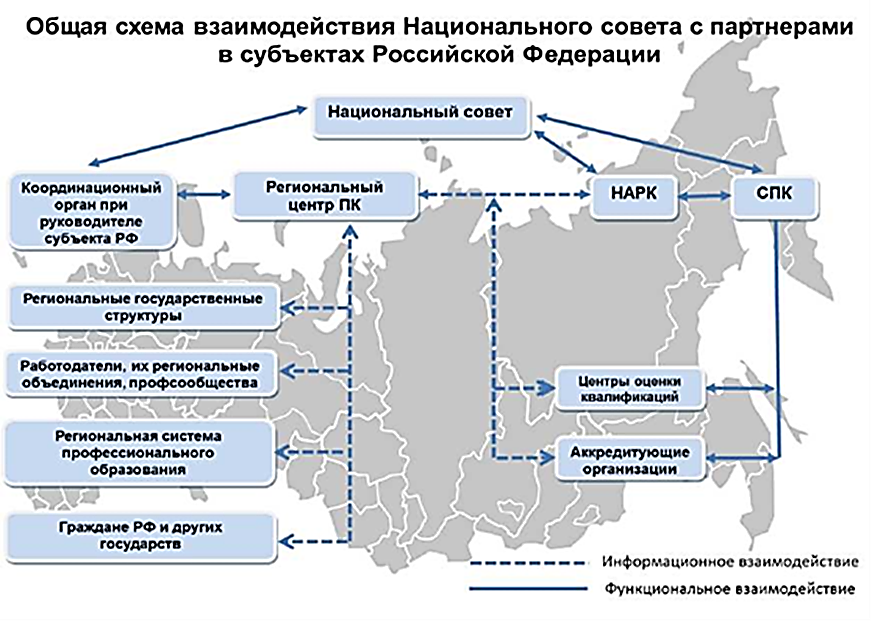 Общая схема взаимодействия Национального совета с партнерами
в субъектах Российской Федерации
Национальный совет
Координационный
орган при
руководителе
субъекта РФ
Региональный
центр ПК
НАРК
СПК
Региональные государственные
структуры
Работодатели, их региональные
объединения, профсообщества
Региональная система
профессионального
образования
Граждане РФ и других
государств
Центры оценки
квалификаций
Аккредитующие
организации
Информационное взаимодействие
Функциональное взаимодействие